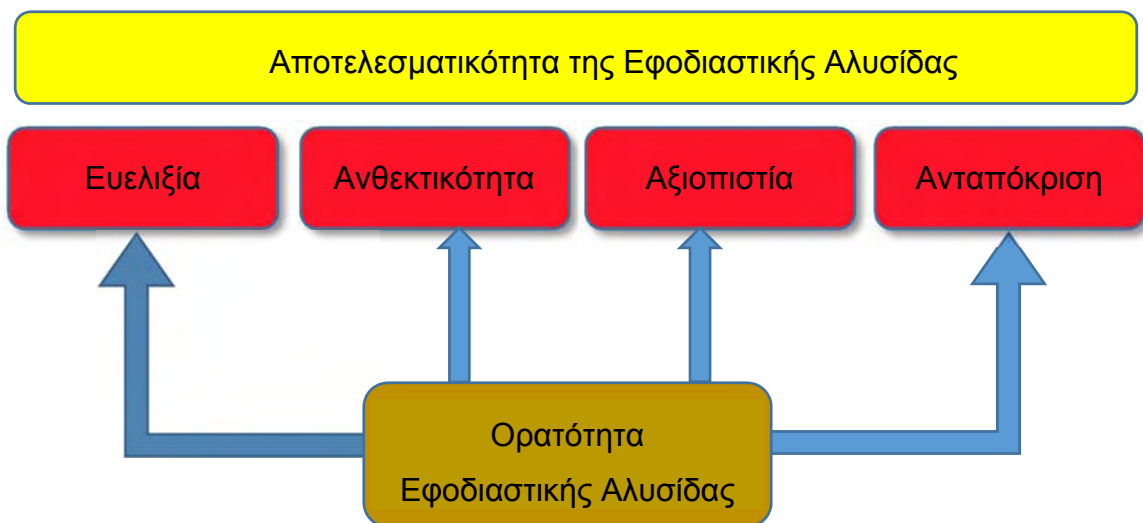 Αποτελεσματικότητα της Εφοδιαστικής Αλυσίδας
Ευελιξία
Ανθεκτικότητα
Αξιοπιστία
Ανταπόκριση
Ορατότητα
Εφοδιαστικής Αλυσίδας